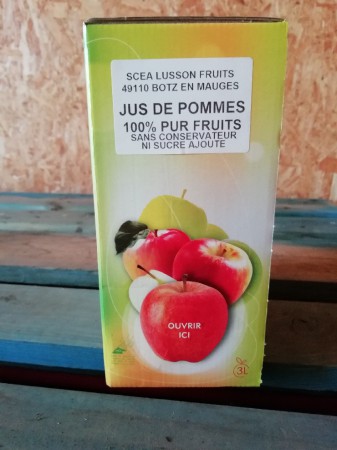 SCEA LUSSON FRUITS
49110 BOTZ EN MAUGES
JUS DE POMMES
100% PUR FRUITS
SANS CONSERVATEUR
NI SUCRE AJOUTE
OUVRIR
ICI
3L